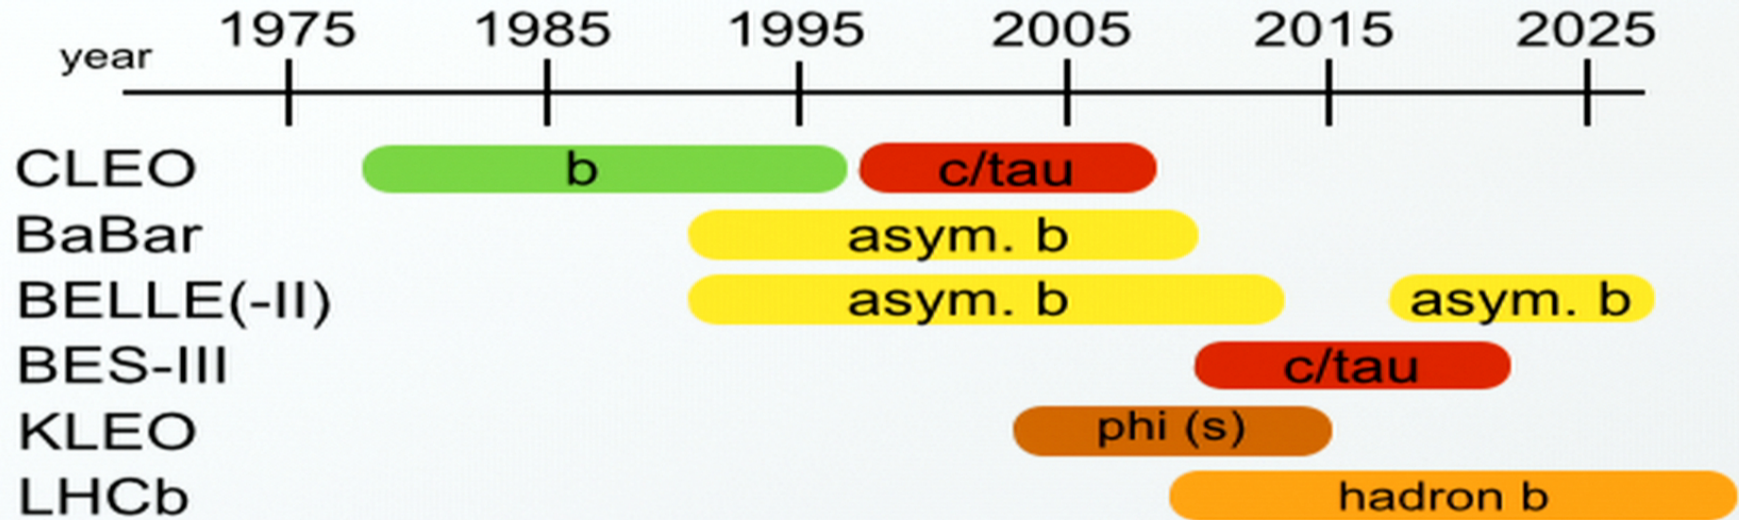 year 1975 1985 1995 2005 2015 2025
CLEO b c/tau
BaBar asym. b
BELLE(-II) asym. b asym. b
BES-III c/tau
KLEO phi (s)
LHCb hadron b